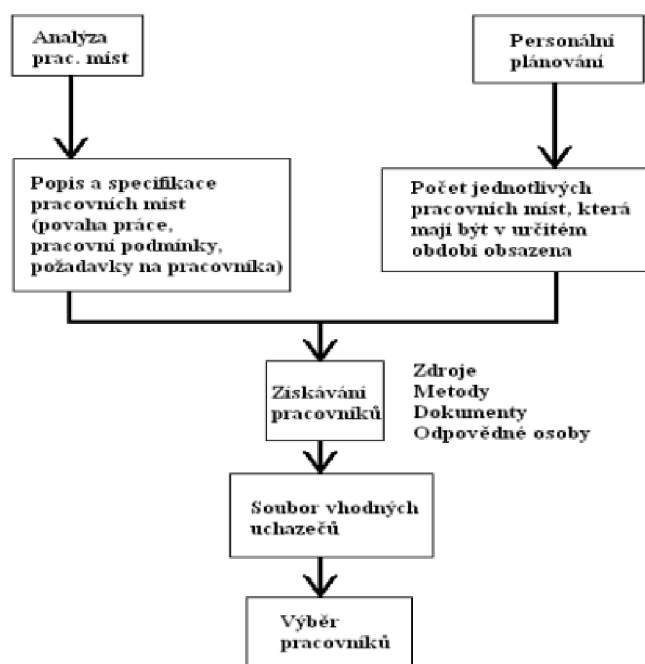 Analýza
prac. míst
Personální
plánování
Popis a specifikace
pracovních míst
(povaha práce,
pracovní podmínky,
požadavky na pracovníka)
Počet jednotlivých
pracovních míst, která
mají být v určitém
období obsazena
Získávání
pracovníků
Zdroje
Metody
Dokumenty
Odpovědné osoby
Soubor vhodných
uchazečů
Výběr
pracovníků